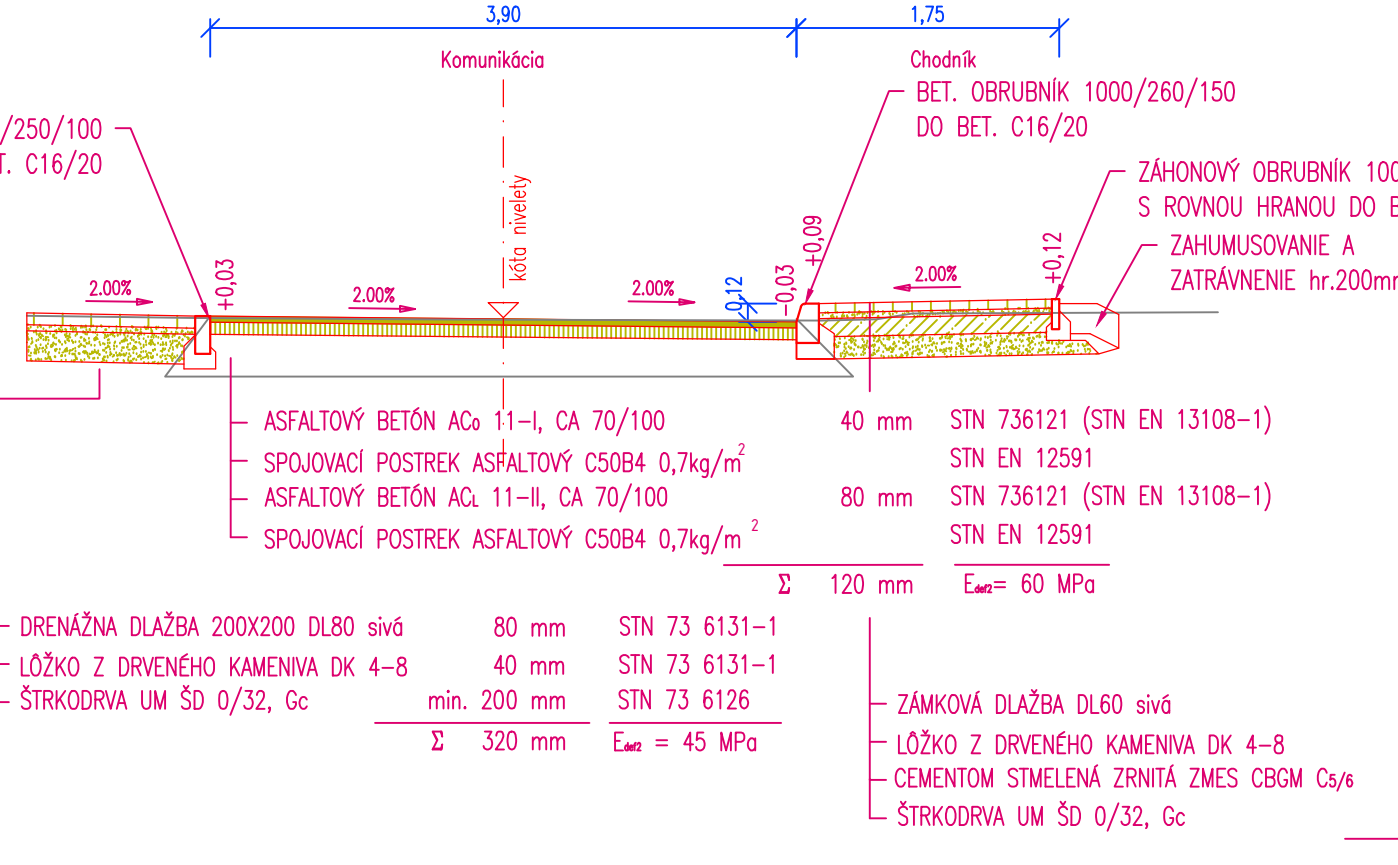 3,90
1,75
Komunikácia
Chodník
/250/100
T. C16/20
BET. OBRUBNÍK 1000/260/150
DO BET. C16/20
ZÁHONOVÝ OBRUBNÍK 100
S ROVNOU HRANOU DO B
ZAHUMUSOVANIE A
ZATRÁVNENIE hr.200mm
kóta nivelety
2.00%
+0,03
2.00%
2.00%
0,12
-0,03
+0,09
2.00%
+0,12
ASFALTOVÝ BETÓN ACo 11-I, CA 70/100 40 mm STN 736121 (STN EN 13108-1)
SPOJOVACÍ POSTREK ASFALTOVÝ C50B4 0,7kg/m² STN EN 12591
ASFALTOVÝ BETÓN ACL 11-II, CA 70/100 80 mm STN 736121 (STN EN 13108-1)
SPOJOVACÍ POSTREK ASFALTOVÝ C50B4 0,7kg/m² STN EN 12591
Σ 120 mm Edef2= 60 MPa
DRENÁŽNA DLAŽBA 200X200 DL80 sivá 80 mm STN 73 6131-1
LÔŽKO Z DRVENÉHO KAMENIVA DK 4-8 40 mm STN 73 6131-1
ŠTRKODRVA UM ŠD 0/32, Gc min. 200 mm STN 73 6126
Σ 320 mm Edef2 = 45 MPa
ZÁMKOVÁ DLAŽBA DL60 sivá
LÔŽKO Z DRVENÉHO KAMENIVA DK 4-8
CEMENTOM STMELENÁ ZRNITÁ ZMES CBGM C5/6
ŠTRKODRVA UM ŠD 0/32, Gc